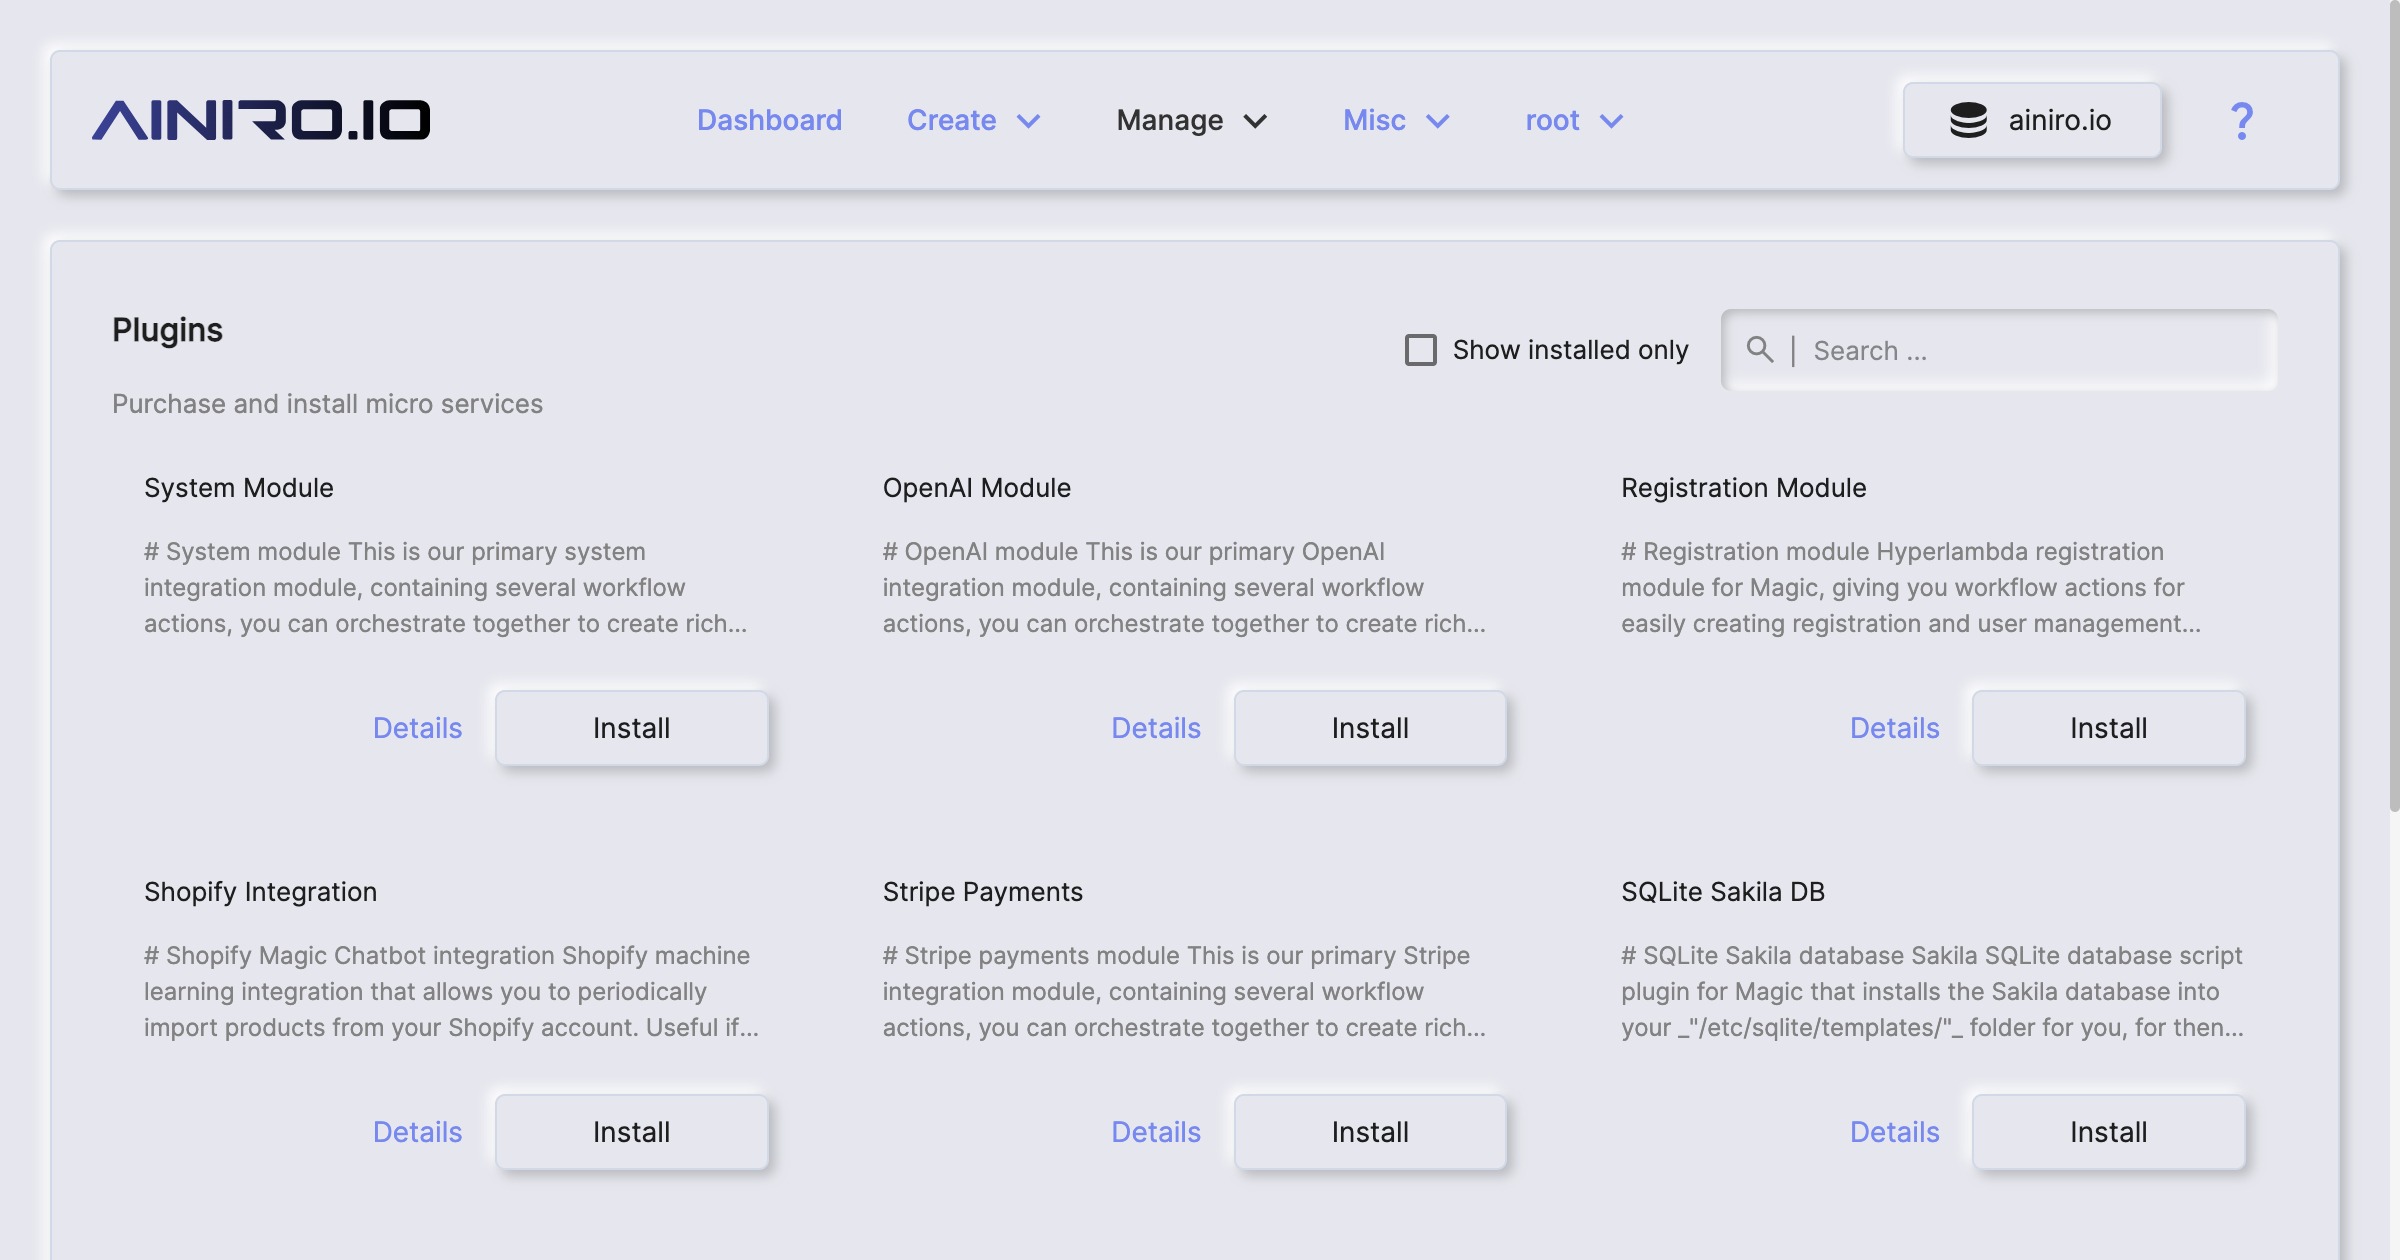 AINIRO.IO
Dashboard
Create
Manage
Misc
root
ainiro.io
?
Plugins
Show installed only
Search ...
Purchase and install micro services
System Module
# System module This is our primary system
integration module, containing several workflow
actions, you can orchestrate together to create rich...
Details
Install
OpenAI Module
# OpenAI module This is our primary OpenAI
integration module, containing several workflow
actions, you can orchestrate together to create rich...
Details
Install
Registration Module
# Registration module Hyperlambda registration
module for Magic, giving you workflow actions for
easily creating registration and user management...
Details
Install
Shopify Integration
# Shopify Magic Chatbot integration Shopify machine
learning integration that allows you to periodically
import products from your Shopify account. Useful if...
Details
Install
Stripe Payments
# Stripe payments module This is our primary Stripe
integration module, containing several workflow
actions, you can orchestrate together to create rich...
Details
Install
SQLite Sakila DB
# SQLite Sakila database Sakila SQLite database script
plugin for Magic that installs the Sakila database into
your _"/etc/sqlite/templates/"_ folder for you, for then...
Details
Install